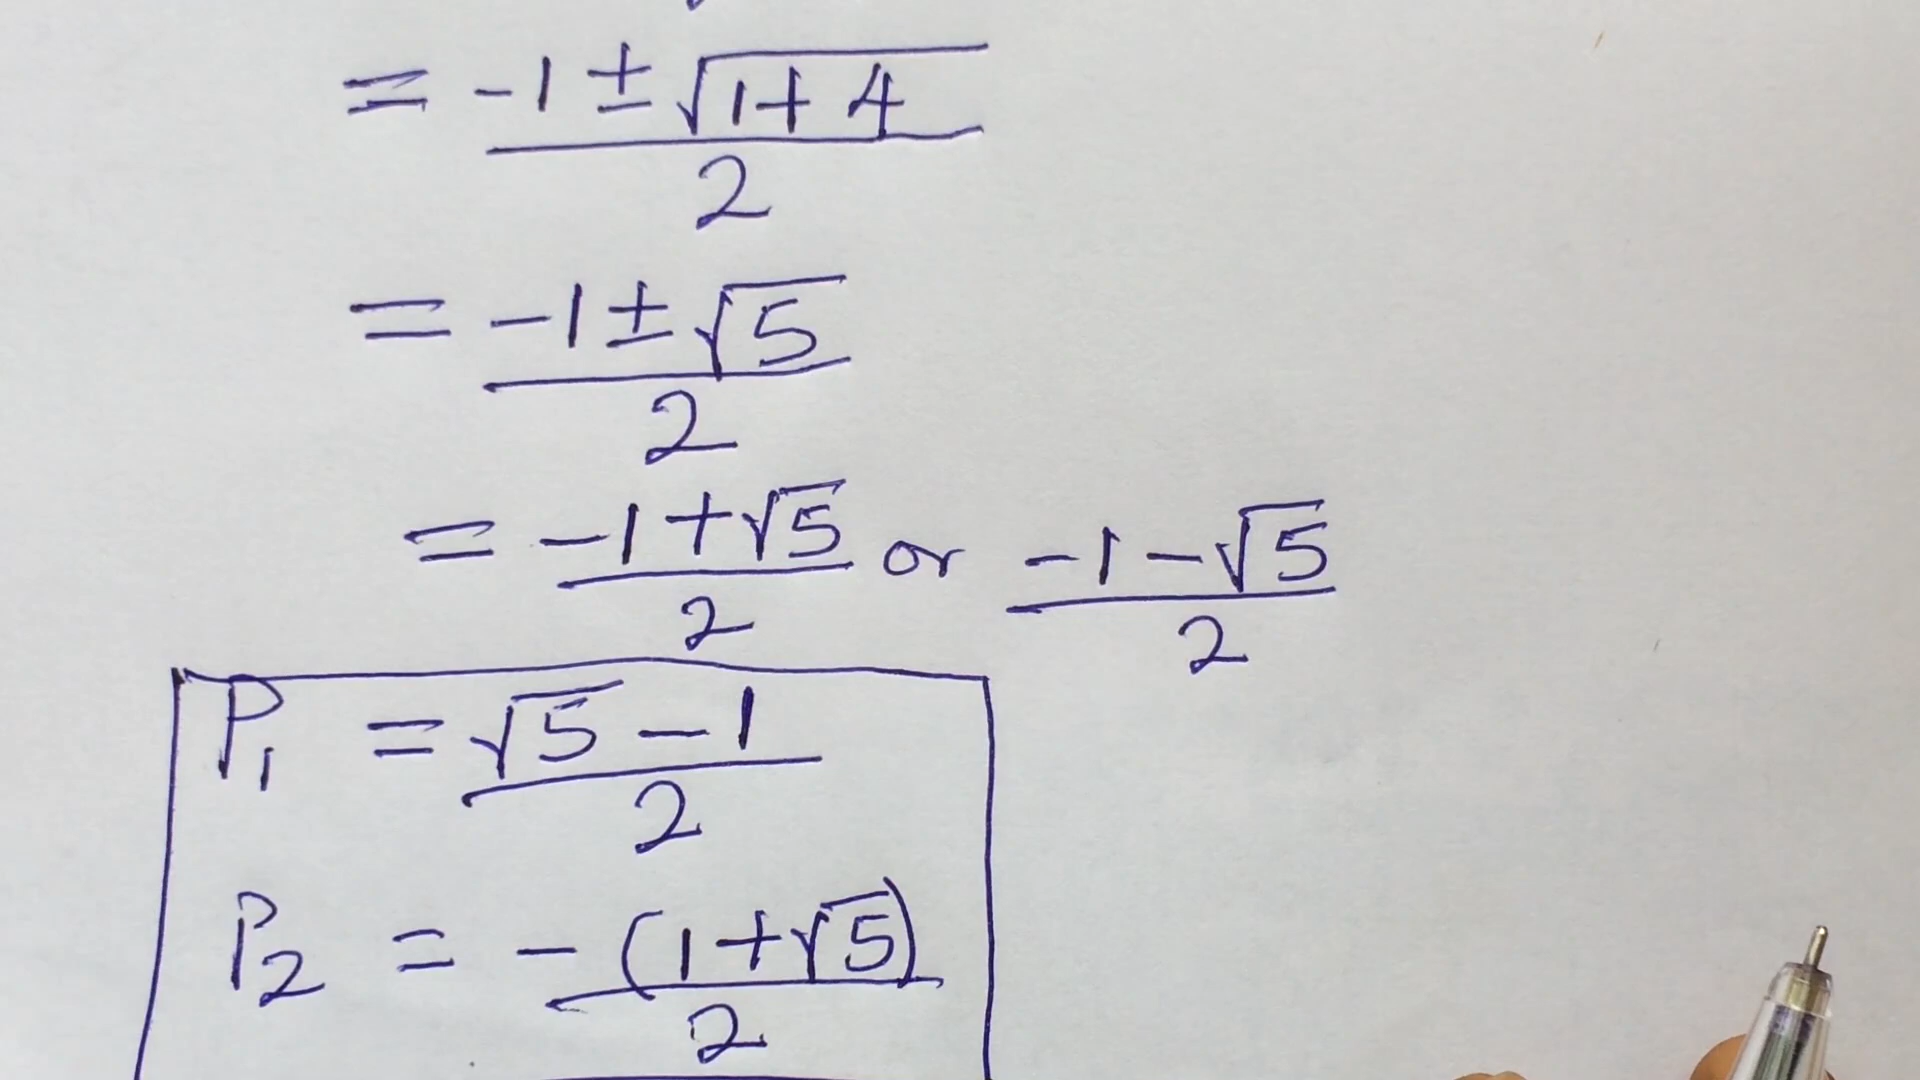 = (-1 ± √(1+4))/2
= (-1 ± √5)/2
= (-1+√5)/2 or (-1-√5)/2
P₁ = (√5 - 1)/2
P₂ = -(1+√5)/2